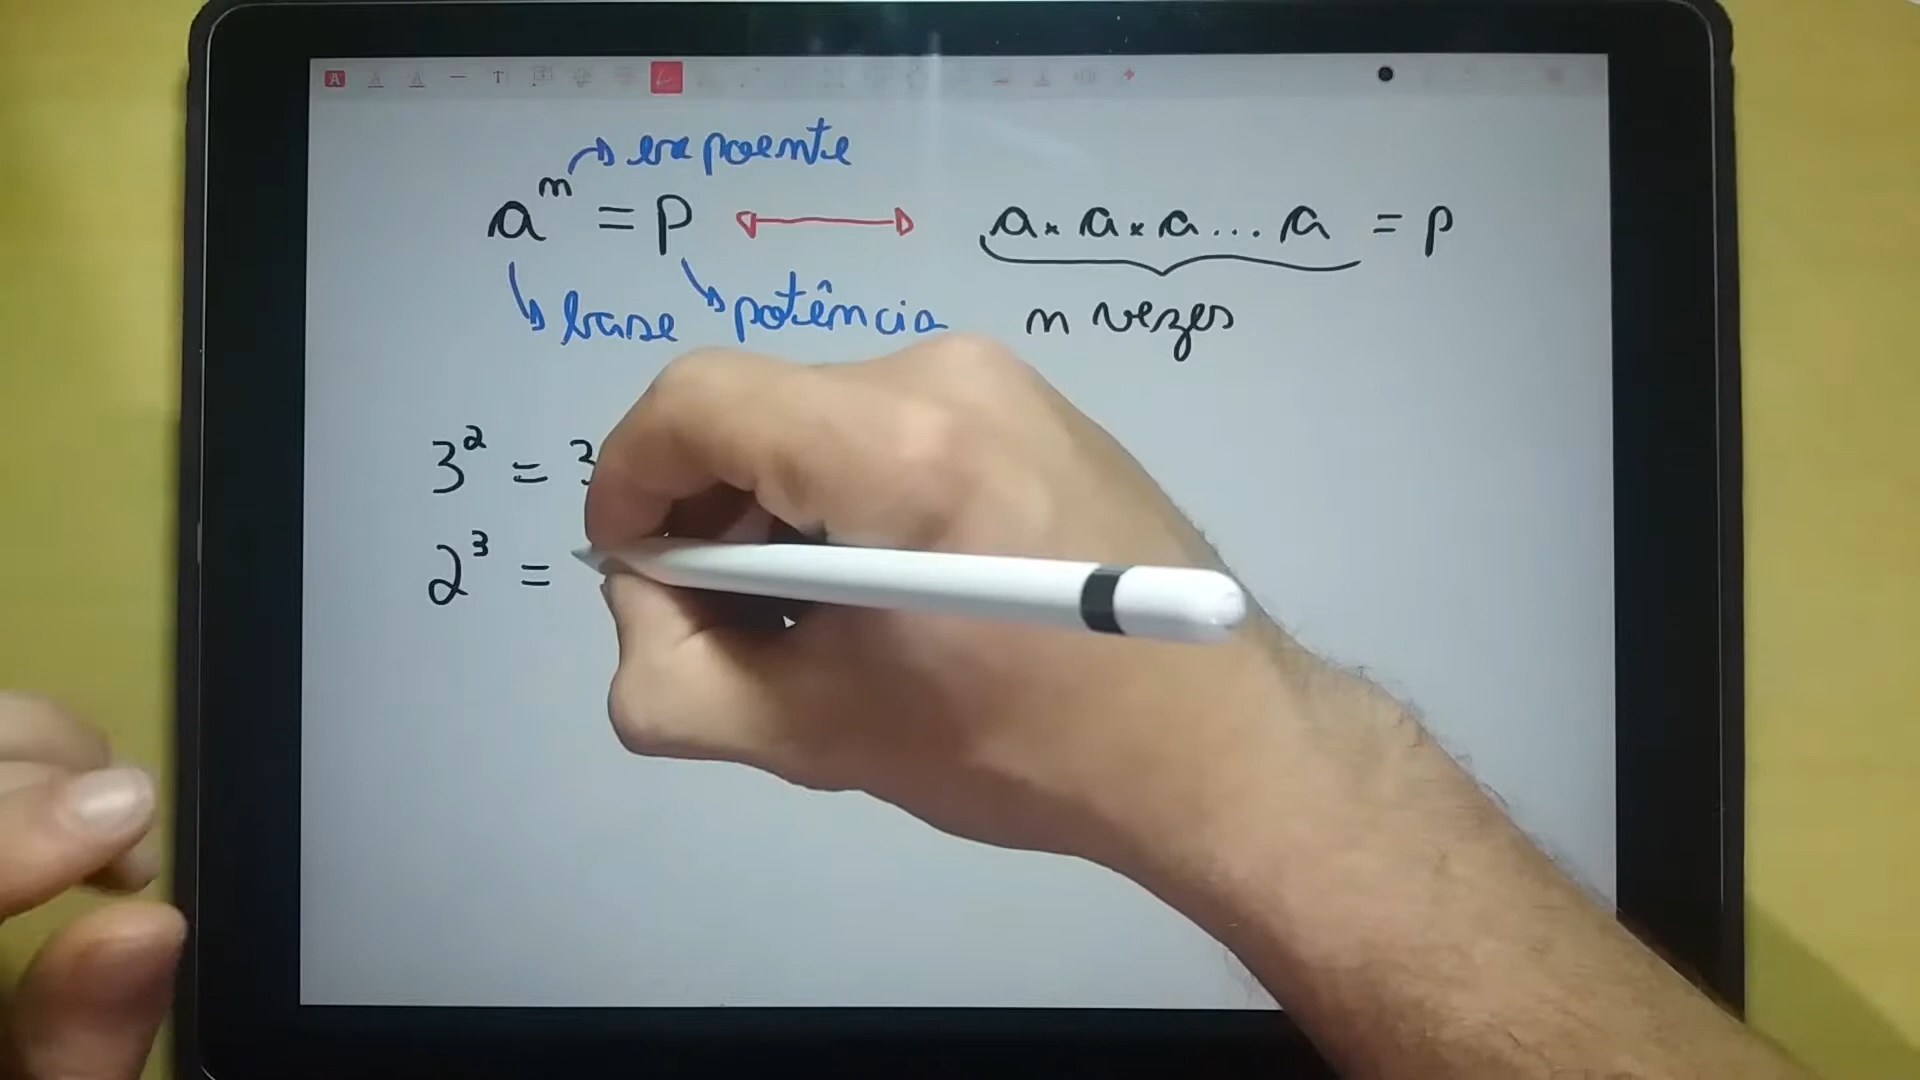 expoente
aⁿ = p ↔ a × a × a ... a = p
base potência n vezes
3² = 3
2³ =